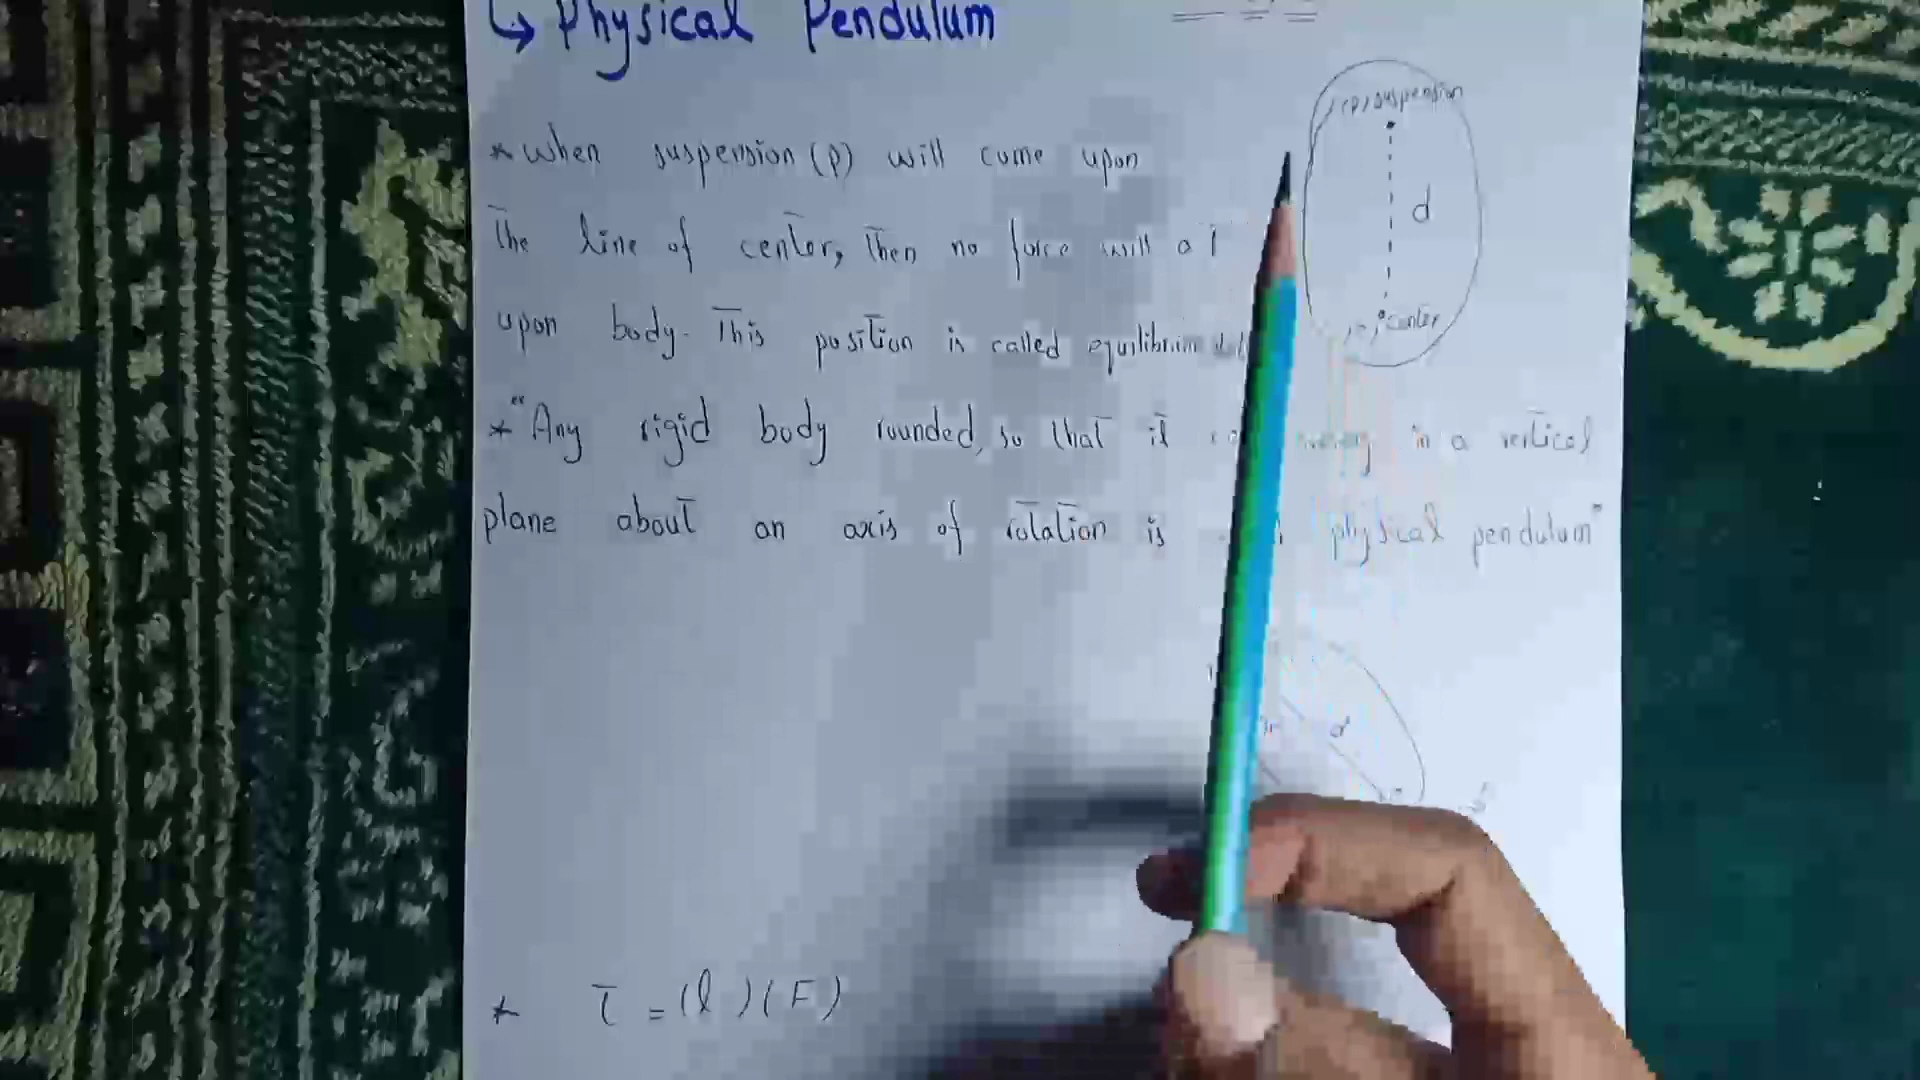 ↳ Physical Pendulum
(P) suspension
* When suspension (P) will come upon
d
The line of center, Then no force will
center
upon body. This position is called equilibrium
* "Any rigid body rounded, so that it in a vertical
plane about an axis of rotation is physical pendulum"
d
* τ = (l)(F)